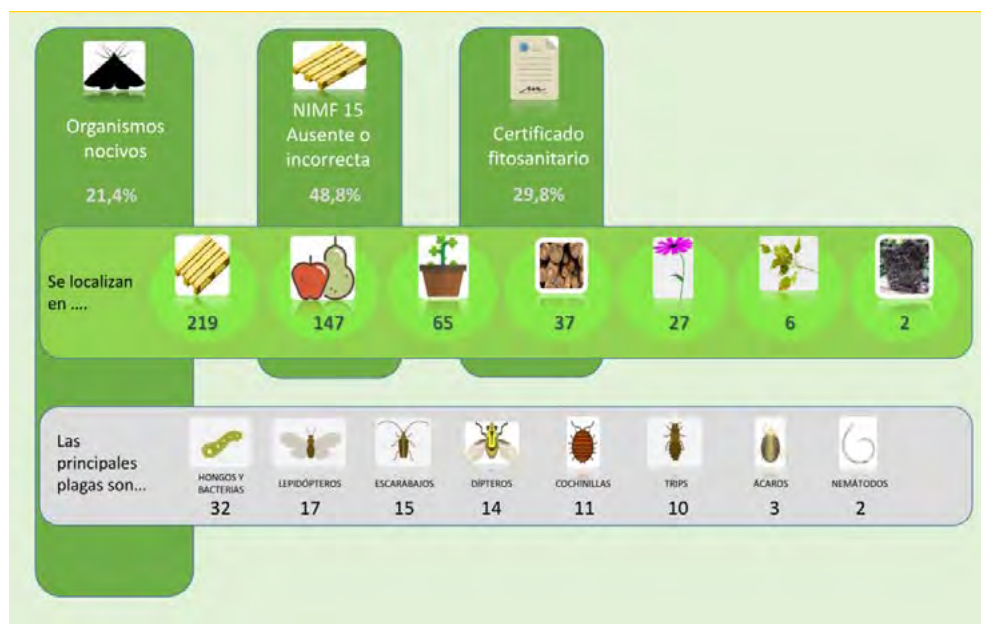 Organismos
nocivos
21,4%
NIMF 15
Ausente o
incorrecta
48,8%
Certificado
fitosanitario
29,8%
Se localizan
en ....
219
147
65
37
27
6
2
Las
principales
plagas son...
HONGOS Y
BACTERIAS
32
LEPIDÓPTEROS
17
ESCARABAJOS
15
DÍPTEROS
14
COCHINILLAS
11
TRIPS
10
ÁCAROS
3
NEMÁTODOS
2